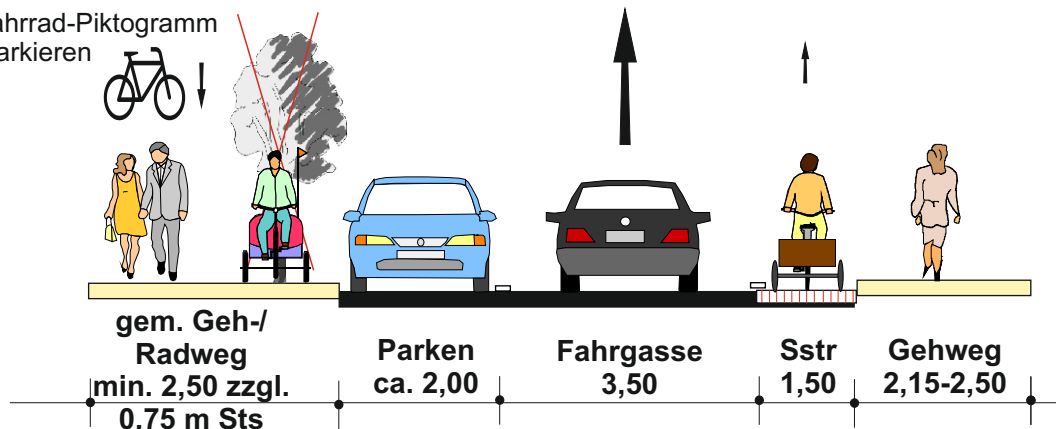 ahrrad-Piktogramm
arkieren
gem. Geh-/
Radweg
min. 2,50 zzgl.
0,75 m Sts
Parken
ca. 2,00
Fahrgasse
3,50
Sstr
1,50
Gehweg
2,15-2,50